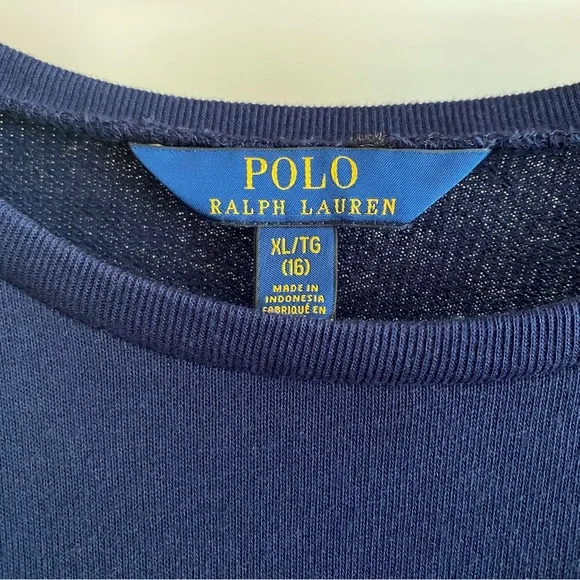 POLO
RALPH LAUREN
XL/TG
(16)
MADE IN
INDONESIA
FABRIQUÉ EN